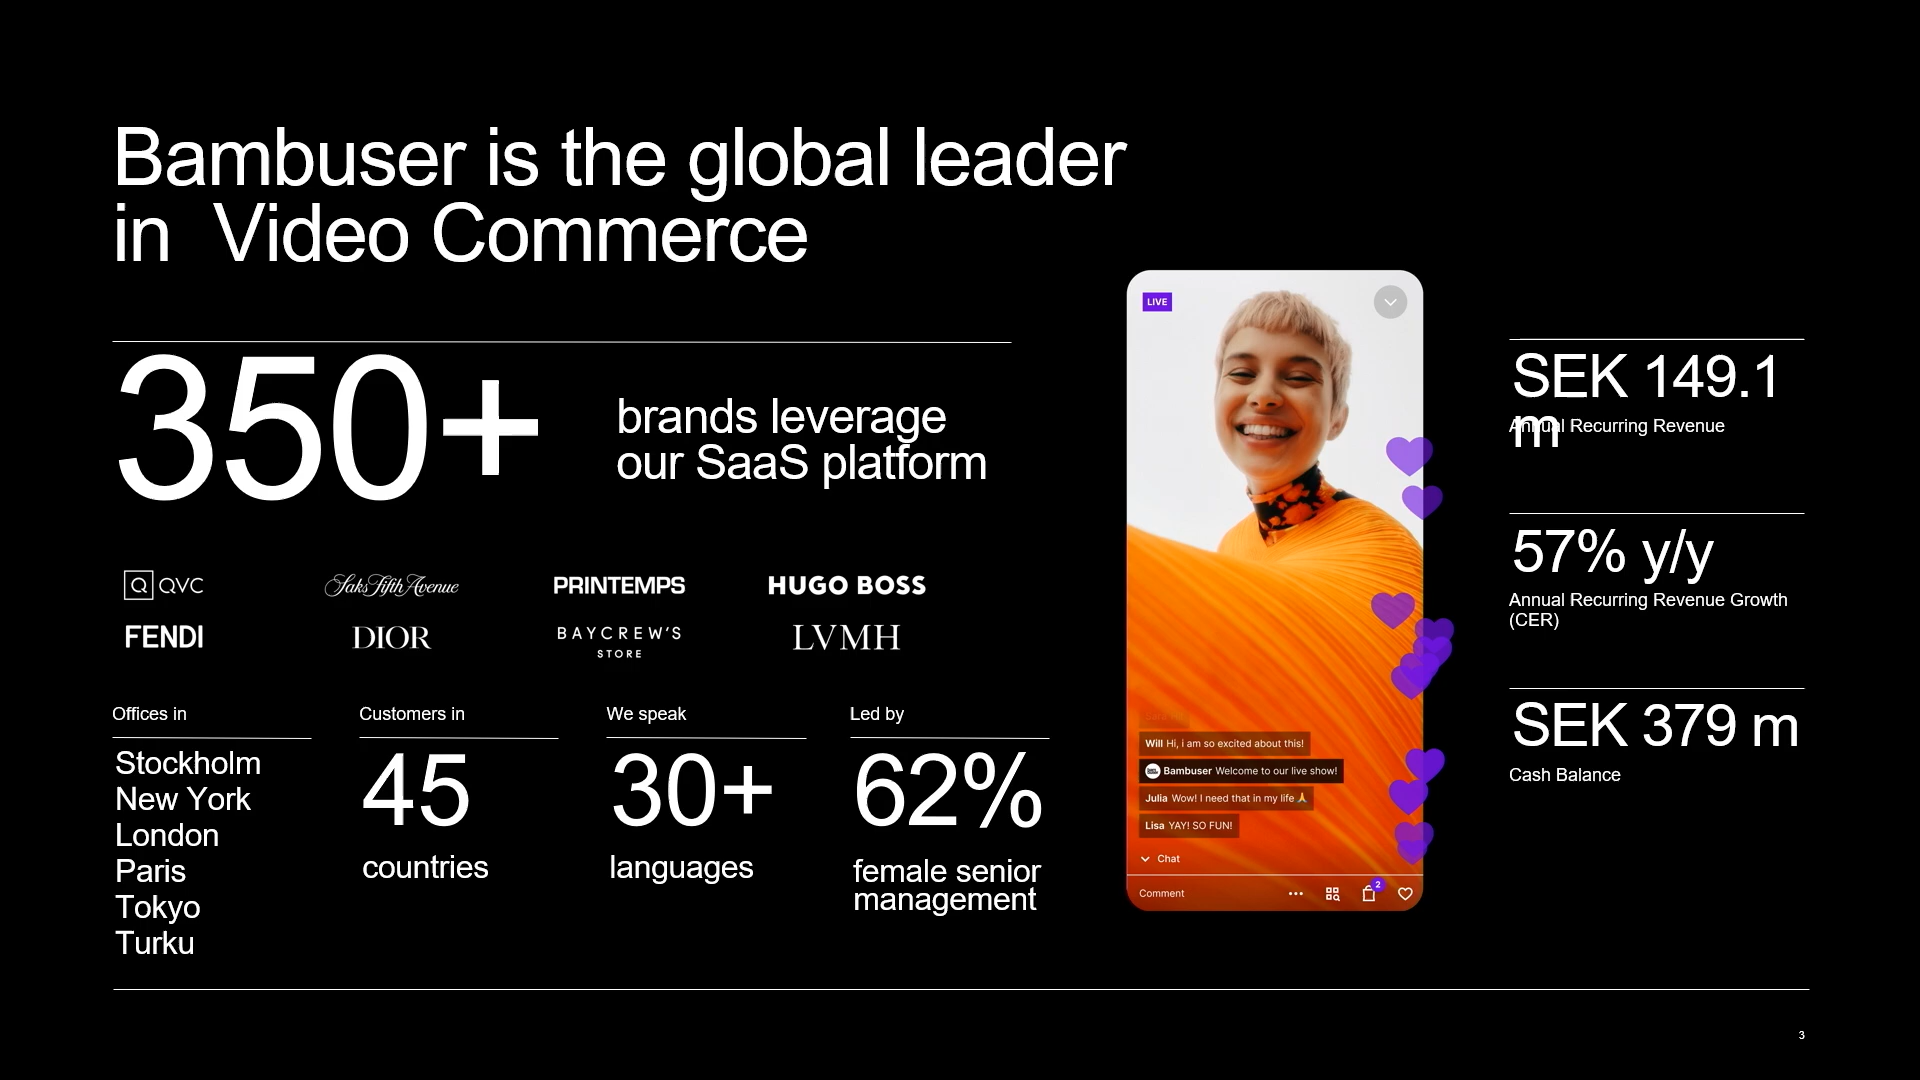 Bambuser is the global leader
in  Video Commerce
350+
brands leverage
our SaaS platform
Q QVC
Saks Fifth Avenue
PRINTEMPS
HUGO BOSS
FENDI
DIOR
BAYCREW'S
STORE
LVMH
Offices in
Stockholm
New York
London
Paris
Tokyo
Turku
Customers in
45
countries
We speak
30+
languages
Led by
62%
female senior
management
LIVE
Will Hi, i am so excited about this!
Bambuser Welcome to our live show!
Julia Wow! I need that in my life🙏
Lisa YAY! SO FUN!
Chat
Comment
2
SEK 149.1
m
Annual Recurring Revenue
57% y/y
Annual Recurring Revenue Growth
(CER)
SEK 379 m
Cash Balance
3